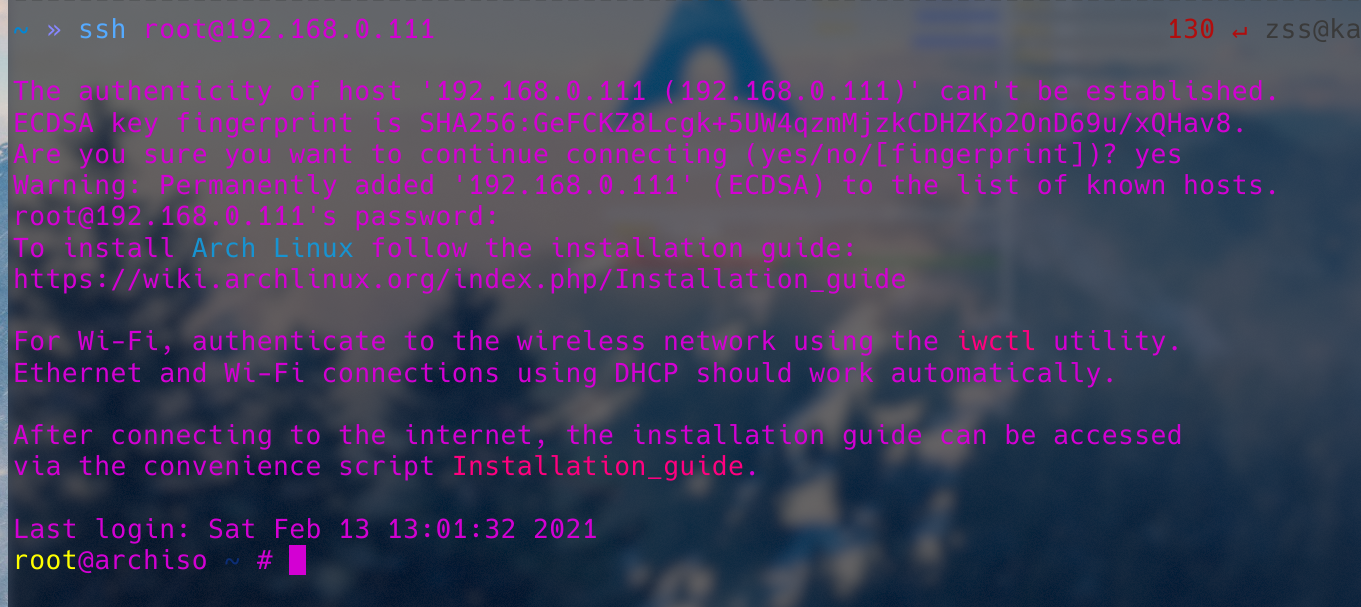 ~ » ssh root@192.168.0.111 130 ↵ zss@ka
The authenticity of host '192.168.0.111 (192.168.0.111)' can't be established.
ECDSA key fingerprint is SHA256:GeFCKZ8Lcgk+5UW4qzmMjzkCDHZKp2OnD69u/xQHav8.
Are you sure you want to continue connecting (yes/no/[fingerprint])? yes
Warning: Permanently added '192.168.0.111' (ECDSA) to the list of known hosts.
root@192.168.0.111's password:
To install Arch Linux follow the installation guide:
https://wiki.archlinux.org/index.php/Installation_guide
For Wi-Fi, authenticate to the wireless network using the iwctl utility.
Ethernet and Wi-Fi connections using DHCP should work automatically.
After connecting to the internet, the installation guide can be accessed
via the convenience script Installation_guide.
Last login: Sat Feb 13 13:01:32 2021
root@archiso ~ #